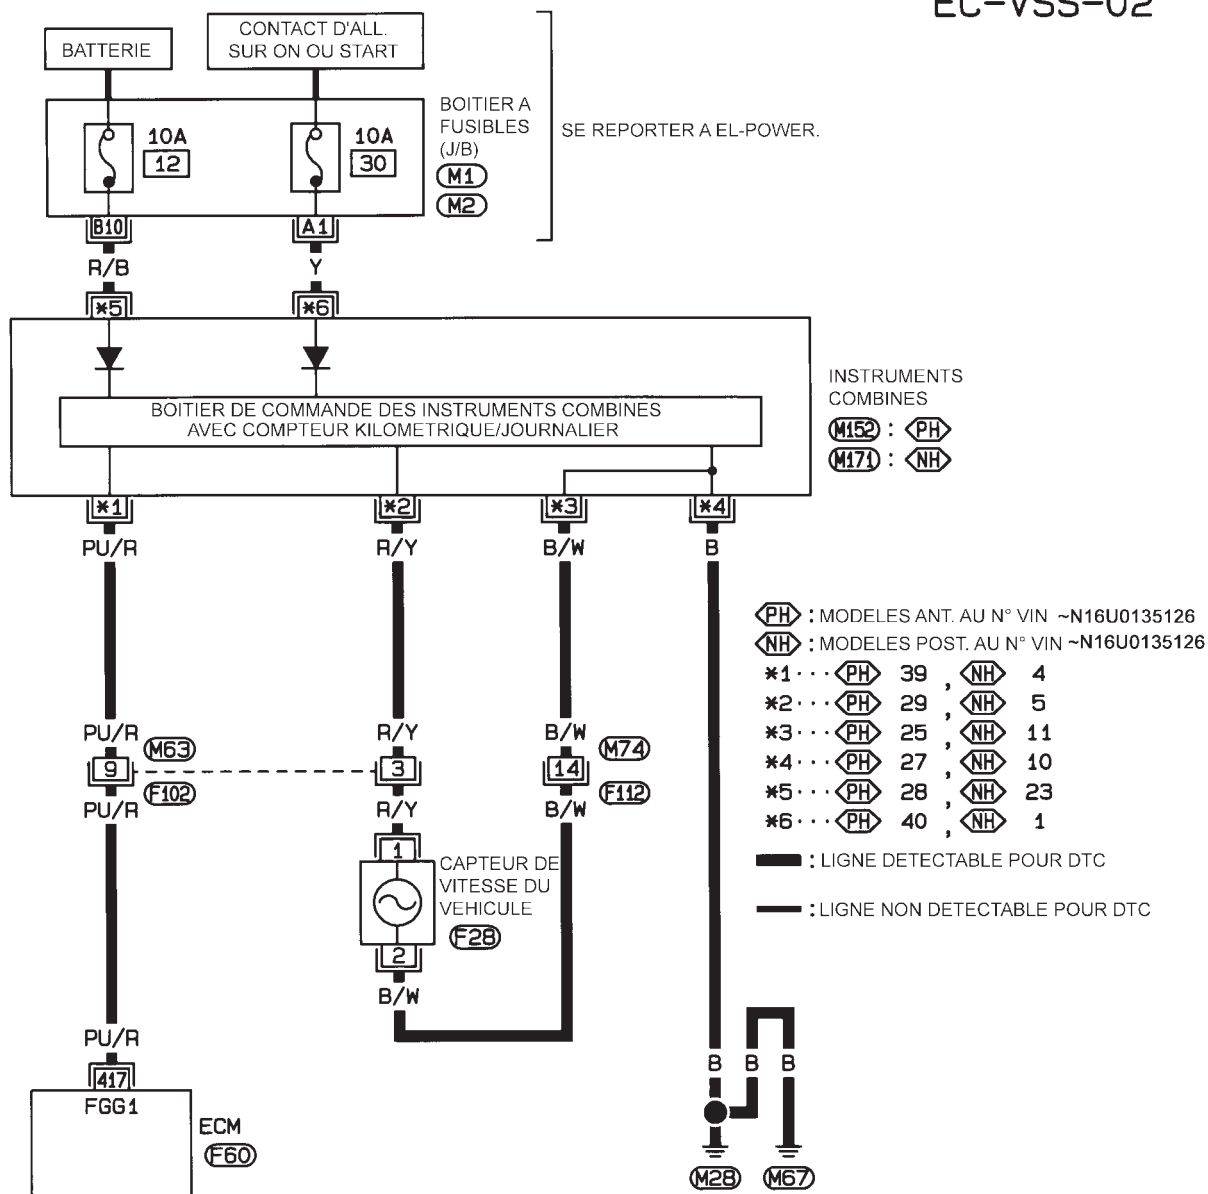 EC-VSS-02
BATTERIE
CONTACT D'ALL.
SUR ON OU START
10A
12
10A
30
BOITIER A
FUSIBLES
(J/B)
M1
M2
SE REPORTER A EL-POWER.
B10
A1
R/B
Y
*5
*6
BOITIER DE COMMANDE DES INSTRUMENTS COMBINES
AVEC COMPTEUR KILOMETRIQUE/JOURNALIER
INSTRUMENTS
COMBINES
M152 : PH
M171 : NH
*1
*2
*3
*4
PU/R
R/Y
B/W
B
PH : MODELES ANT. AU N° VIN ~N16U0135126
NH : MODELES POST. AU N° VIN ~N16U0135126
*1··· PH 39 , NH 4
*2··· PH 29 , NH 5
*3··· PH 25 , NH 11
*4··· PH 27 , NH 10
*5··· PH 28 , NH 23
*6··· PH 40 , NH 1
: LIGNE DETECTABLE POUR DTC
: LIGNE NON DETECTABLE POUR DTC
PU/R
R/Y
B/W
M63
M74
9
3
14
F102
F112
PU/R
R/Y
B/W
1
CAPTEUR DE
VITESSE DU
VEHICULE
F28
2
B/W
PU/R
B
B
B
417
FGG1
ECM
F60
M28
M67